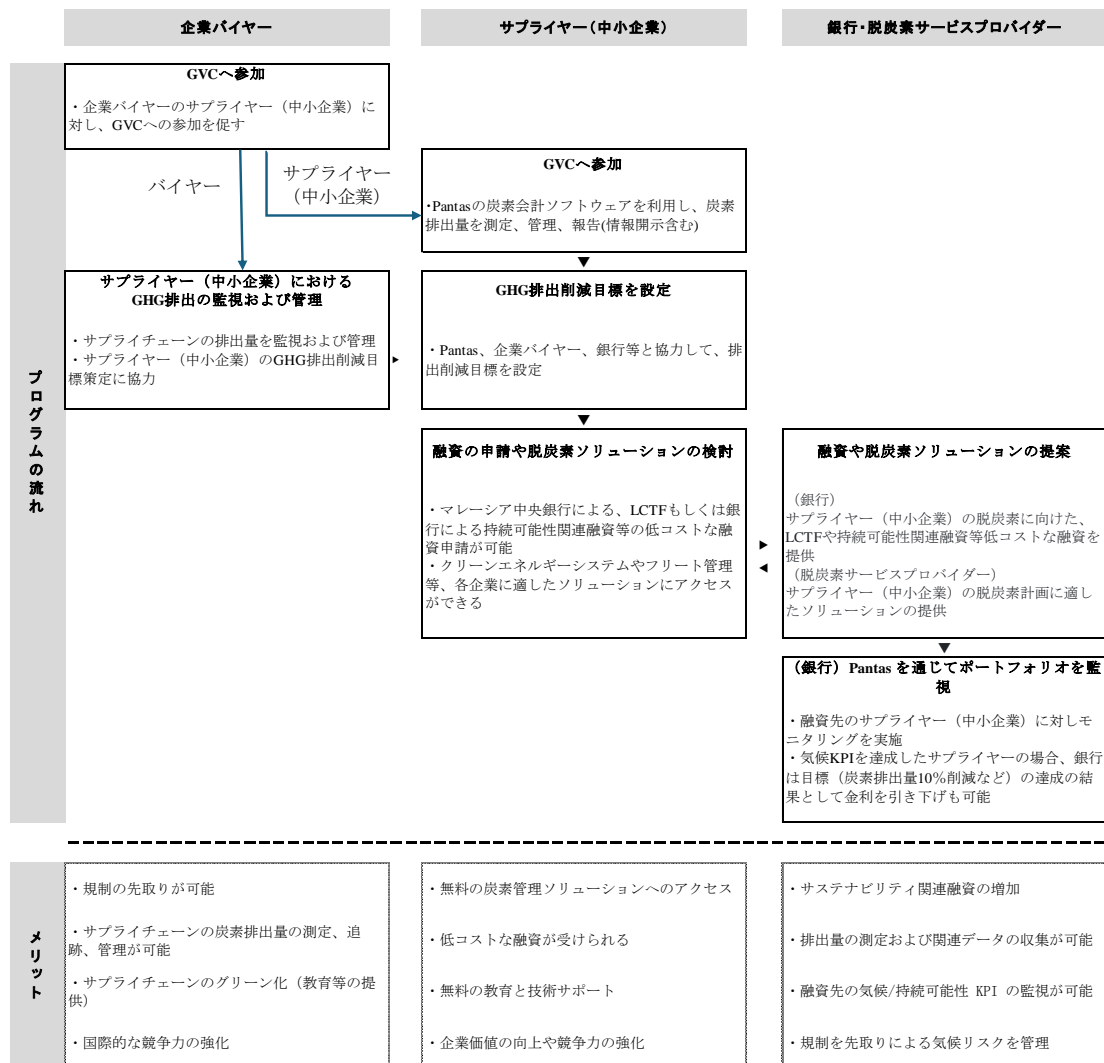 企業バイヤー
サプライヤー（中小企業）
銀行・脱炭素サービスプロバイダー
プログラムの流れ
GVCへ参加
・企業バイヤーのサプライヤー（中小企業）に
対し、GVCへの参加を促す
バイヤー
サプライヤー
（中小企業）
GVCへ参加
・Pantasの炭素会計ソフトウェアを利用し、炭素
排出量を測定、管理、報告(情報開示含む)
サプライヤー（中小企業）における
GHG排出の監視および管理
・サプライチェーンの排出量を監視および管理
・サプライヤー（中小企業）のGHG排出削減目
標策定に協力
GHG排出削減目標を設定
・Pantas、企業バイヤー、銀行等と協力して、排
出削減目標を設定
融資の申請や脱炭素ソリューションの検討
・マレーシア中央銀行による、LCTFもしくは銀
行による持続可能性関連融資等の低コストな融
資申請が可能
・クリーンエネルギーシステムやフリート管理
等、各企業に適したソリューションにアクセス
ができる
融資や脱炭素ソリューションの提案
（銀行）
サプライヤー（中小企業）の脱炭素に向けた、
LCTFや持続可能性関連融資等低コストな融資を
提供
（脱炭素サービスプロバイダー）
サプライヤー（中小企業）の脱炭素計画に適し
たソリューションの提供
（銀行）Pantas を通じてポートフォリオを監
視
・融資先のサプライヤー（中小企業）に対しモ
ニタリングを実施
・気候KPIを達成したサプライヤーの場合、銀行
は目標（炭素排出量10％削減など）の達成の結
果として金利を引き下げも可能
メリット
・規制の先取りが可能
・サプライチェーンの炭素排出量の測定、追
跡、管理が可能
・サプライチェーンのグリーン化（教育等の提
供）
・国際的な競争力の強化
・無料の炭素管理ソリューションへのアクセス
・低コストな融資が受けられる
・無料の教育と技術サポート
・企業価値の向上や競争力の強化
・サステナビリティ関連融資の増加
・排出量の測定および関連データの収集が可能
・融資先の気候/持続可能性 KPI の監視が可能
・規制を先取りによる気候リスクを管理